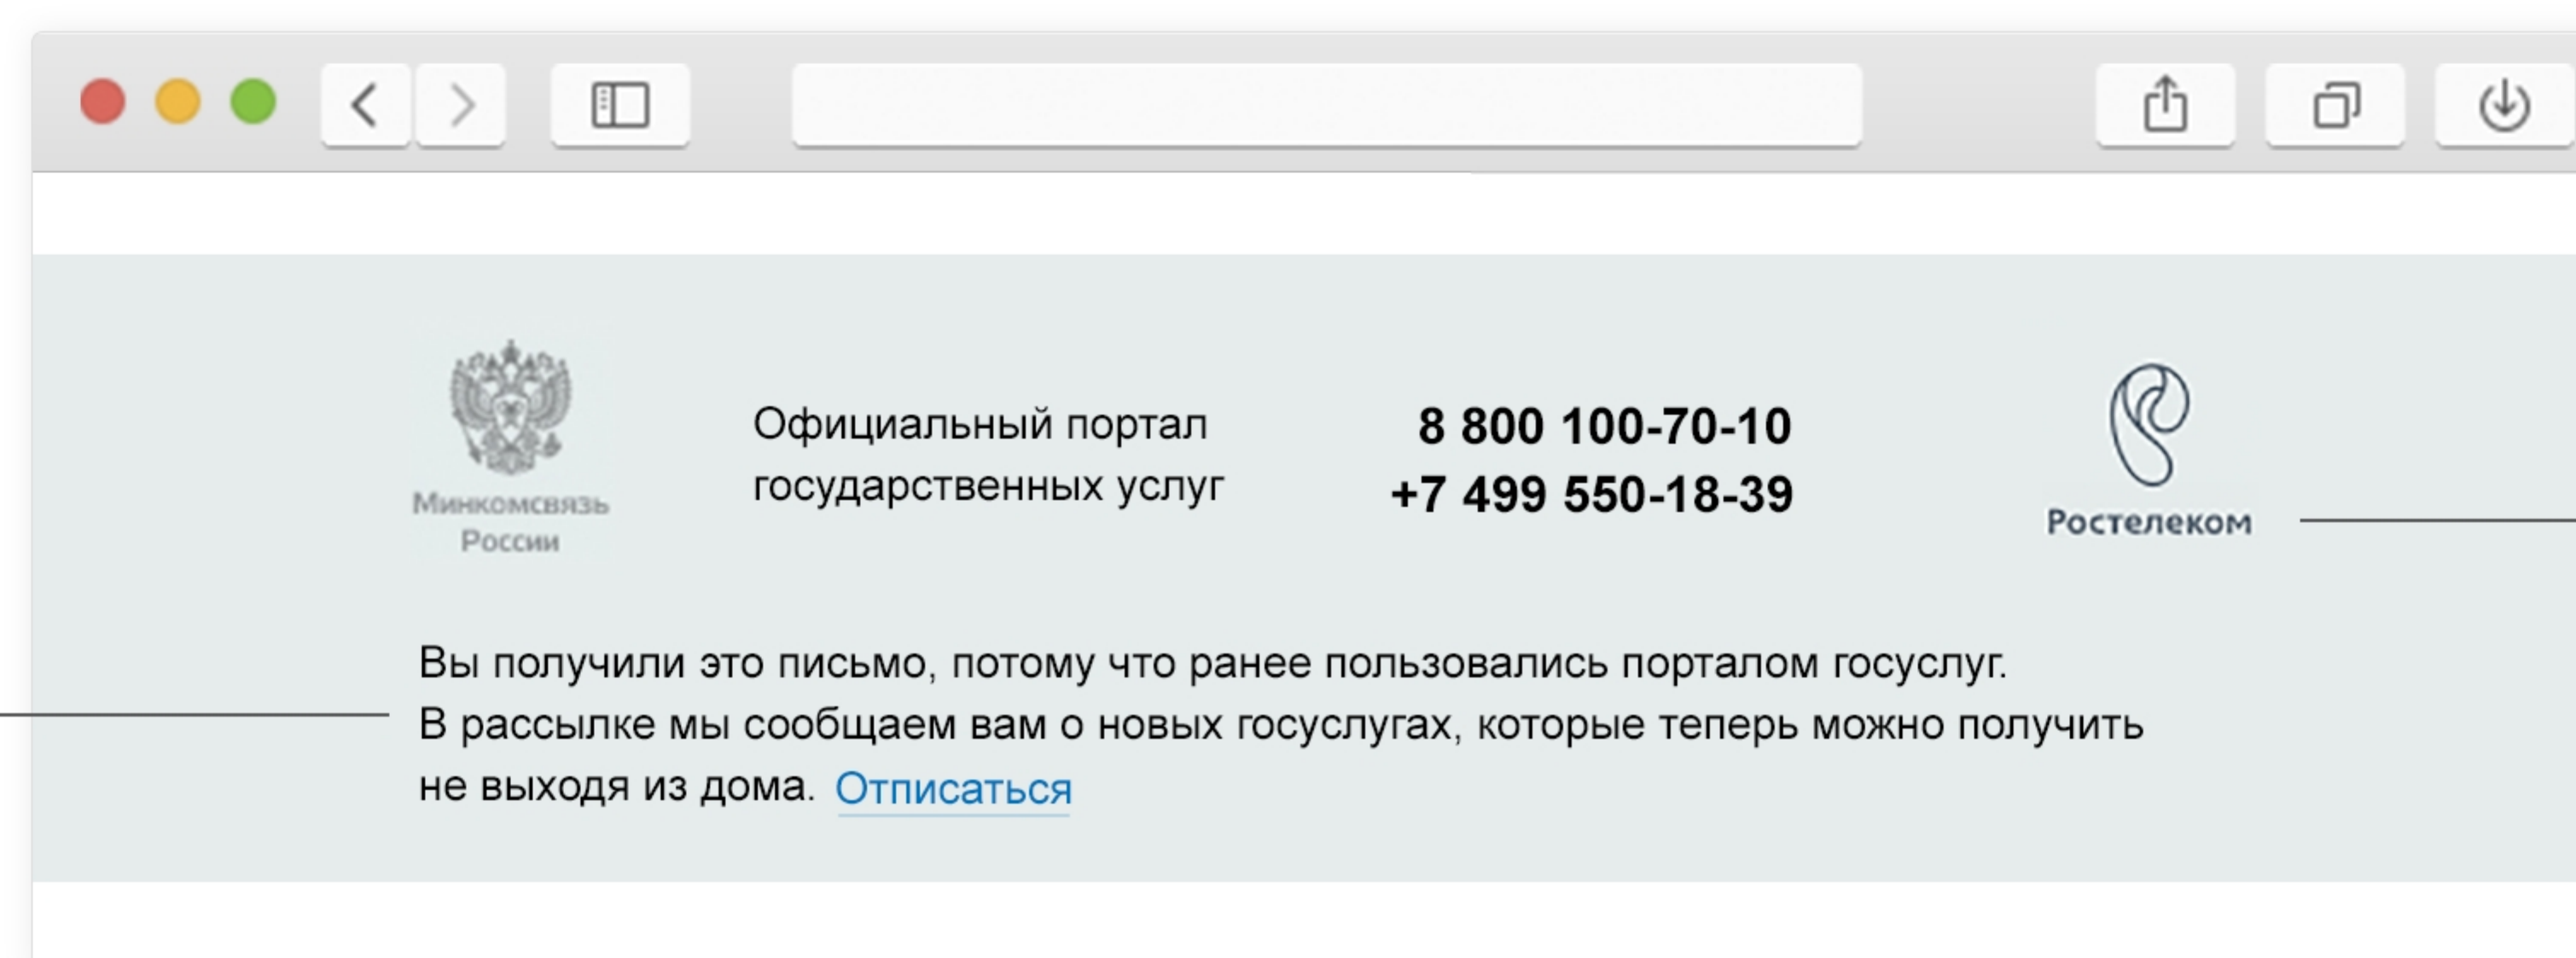 Минкомсвязь
России
Официальный портал
государственных услуг
8 800 100-70-10
+7 499 550-18-39
Ростелеком
Вы получили это письмо, потому что ранее пользовались порталом госуслуг.
В рассылке мы сообщаем вам о новых госуслугах, которые теперь можно получить
не выходя из дома. Отписаться